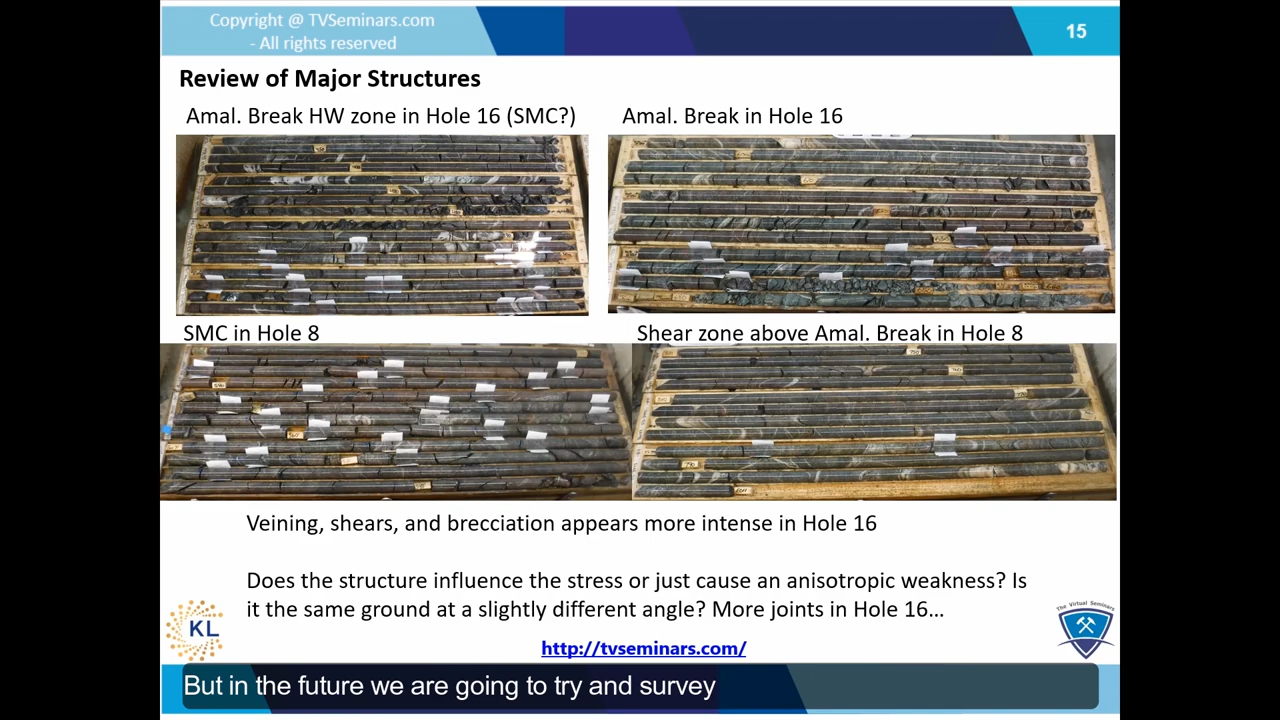 Copyright @ TVSeminars.com
- All rights reserved
15
Review of Major Structures
Amal. Break HW zone in Hole 16 (SMC?)
Amal. Break in Hole 16
SMC in Hole 8
Shear zone above Amal. Break in Hole 8
Veining, shears, and brecciation appears more intense in Hole 16
Does the structure influence the stress or just cause an anisotropic weakness? Is
it the same ground at a slightly different angle? More joints in Hole 16…
KL
The Virtual Seminars
http://tvseminars.com/
But in the future we are going to try and survey